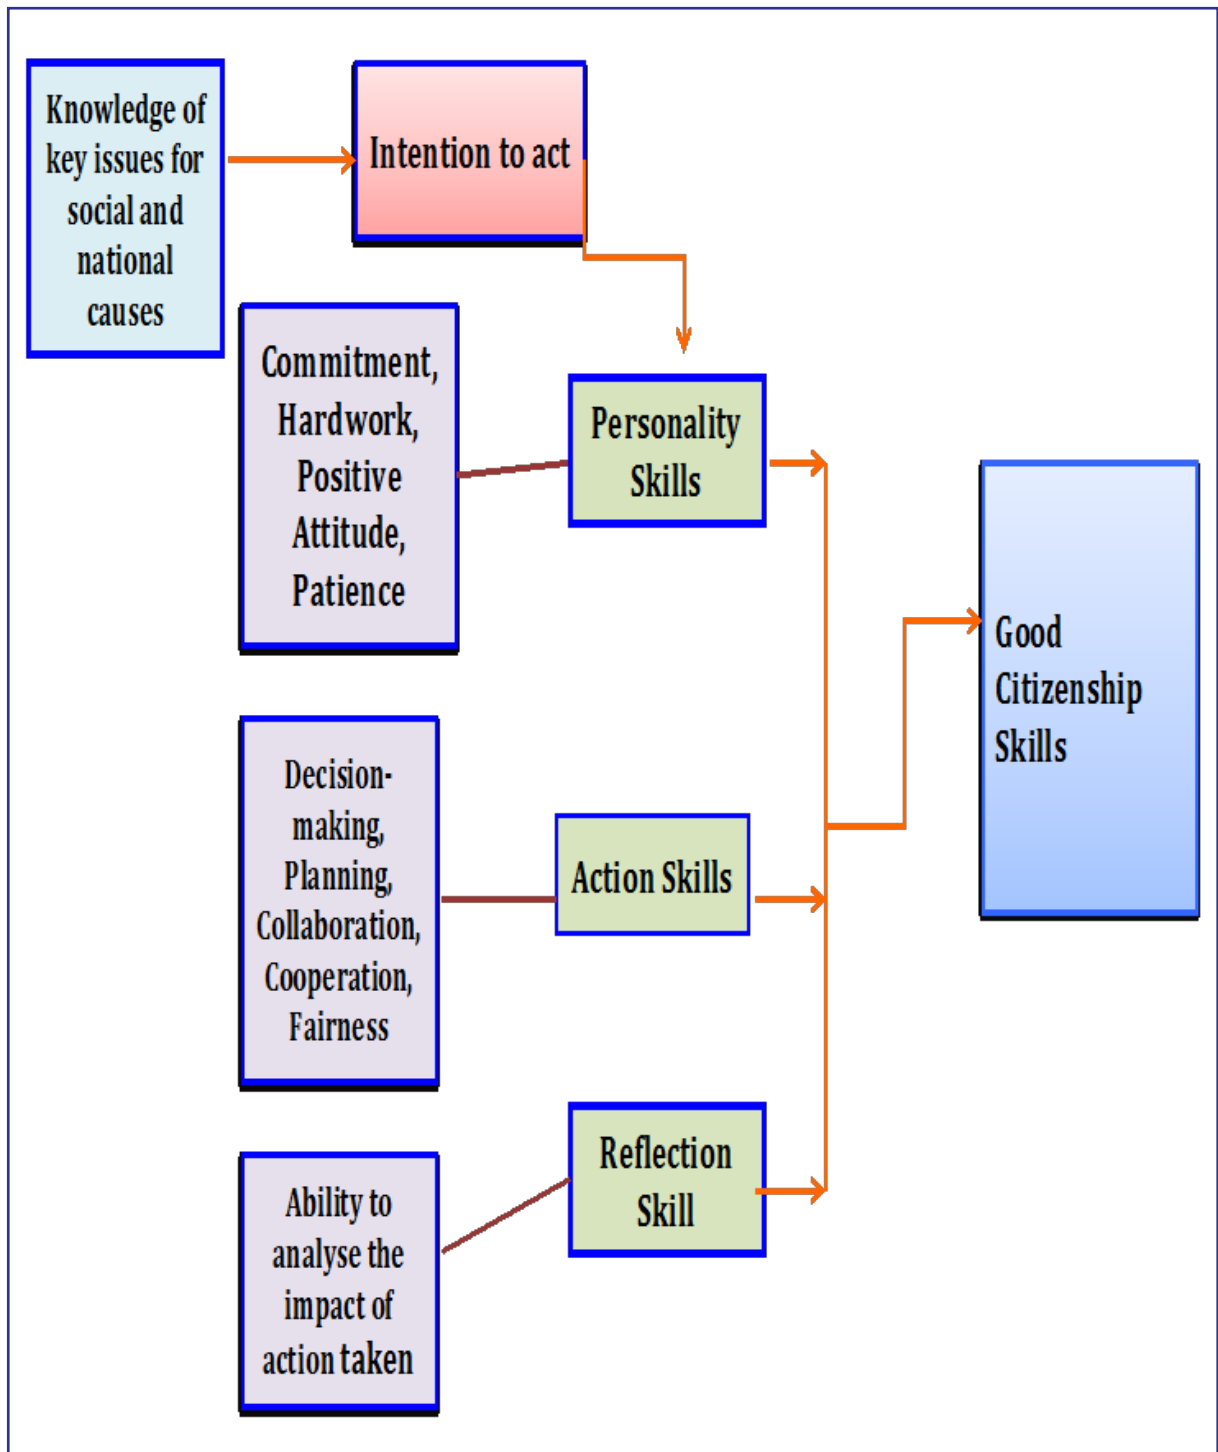 Knowledge of
key issues for
social and
national
causes
Intention to act
Commitment,
Hardwork,
Positive
Attitude,
Patience
Personality
Skills
Good
Citizenship
Skills
Decision-
making,
Planning,
Collaboration,
Cooperation,
Fairness
Action Skills
Reflection
Skill
Ability to
analyse the
impact of
action taken